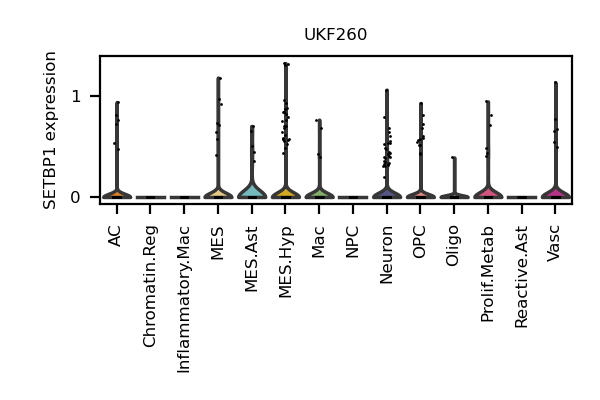 UKF260
SETBP1 expression
1
0
AC
Chromatin.Reg
Inflammatory.Mac
MES
MES.Ast
MES.Hyp
Mac
NPC
Neuron
OPC
Oligo
Prolif.Metab
Reactive.Ast
Vasc